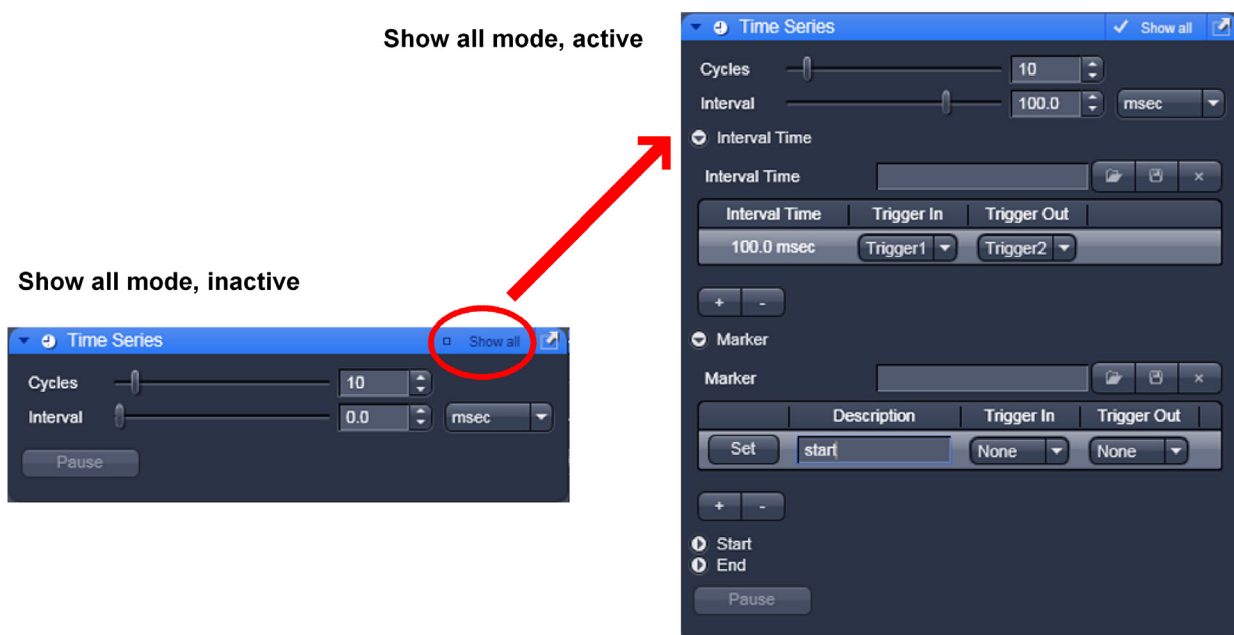 Show all mode, active
Time Series Show all
Cycles 10
Interval 100.0 msec
Interval Time
Interval Time
Interval Time Trigger In Trigger Out
100.0 msec Trigger1 Trigger2
+ -
Marker
Marker
Description Trigger In Trigger Out
Set start None None
+ -
Start
End
Pause
Show all mode, inactive
Time Series Show all
Cycles 10
Interval 0.0 msec
Pause